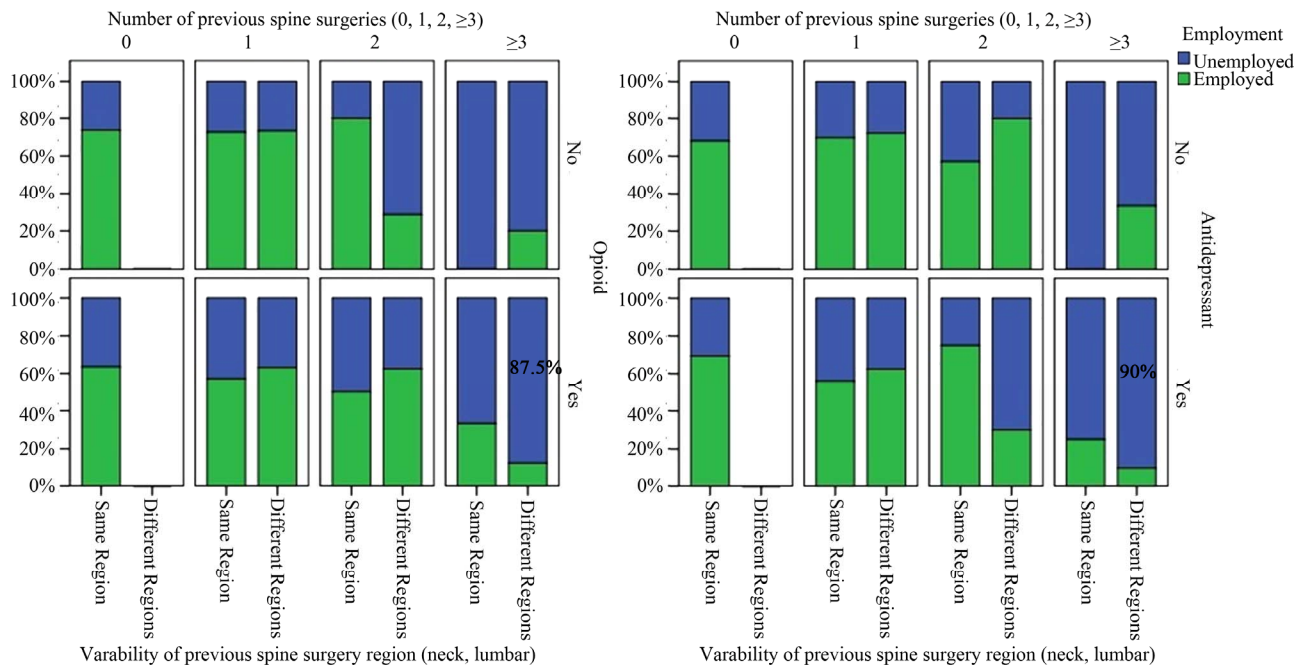 Number of previous spine surgeries (0, 1, 2, ≥3)
0 1 2 ≥3
100%
80%
60%
40%
20%
0%
No
100%
80%
60%
40%
20%
0%
87.5%
Yes
Opioid
Same Region
Different Regions
Same Region
Different Regions
Same Region
Different Regions
Same Region
Different Regions
Varability of previous spine surgery region (neck, lumbar)
Number of previous spine surgeries (0, 1, 2, ≥3)
0 1 2 ≥3
100%
80%
60%
40%
20%
0%
No
100%
80%
60%
40%
20%
0%
90%
Yes
Antidepressant
Same Region
Different Regions
Same Region
Different Regions
Same Region
Different Regions
Same Region
Different Regions
Varability of previous spine surgery region (neck, lumbar)
Employment
Unemployed
Employed